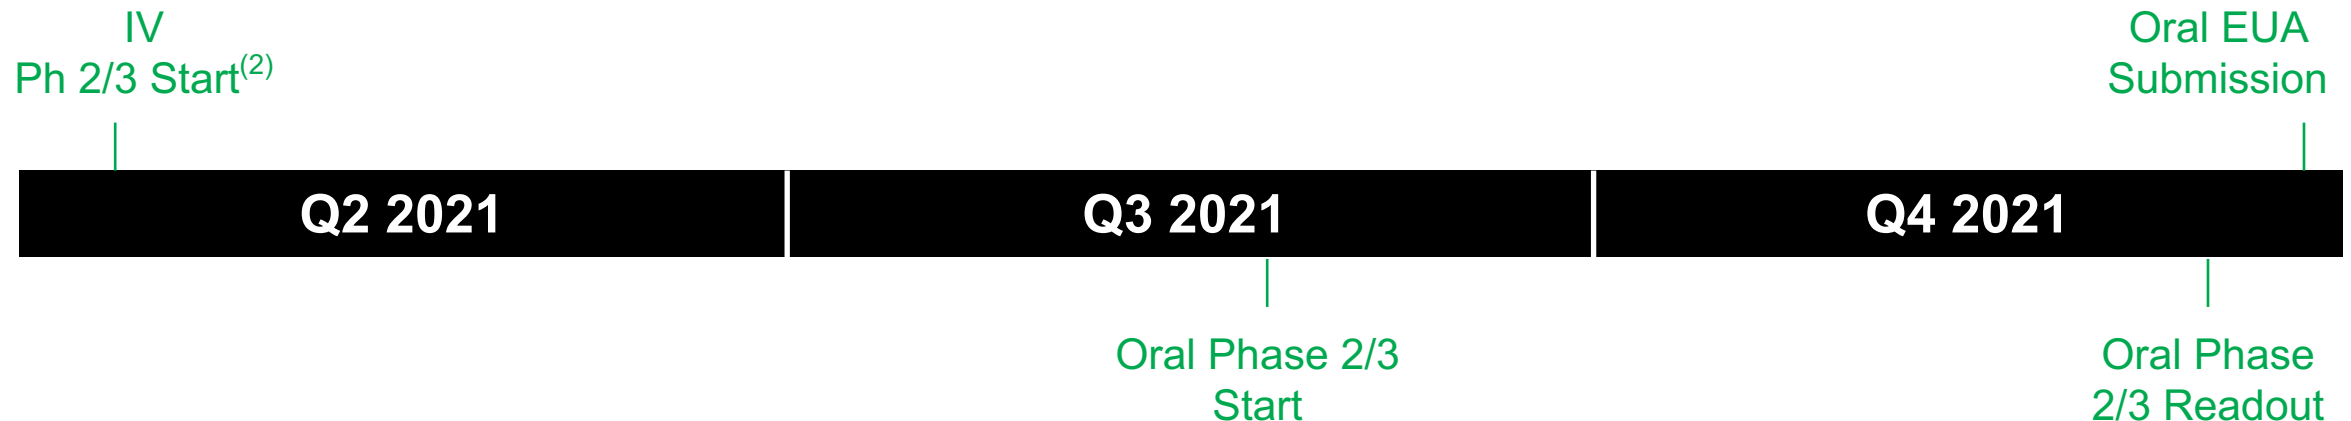 IV
Ph 2/3 Start(2)
Oral EUA
Submission
Q2 2021
Q3 2021
Q4 2021
Oral Phase 2/3
Start
Oral Phase
2/3 Readout